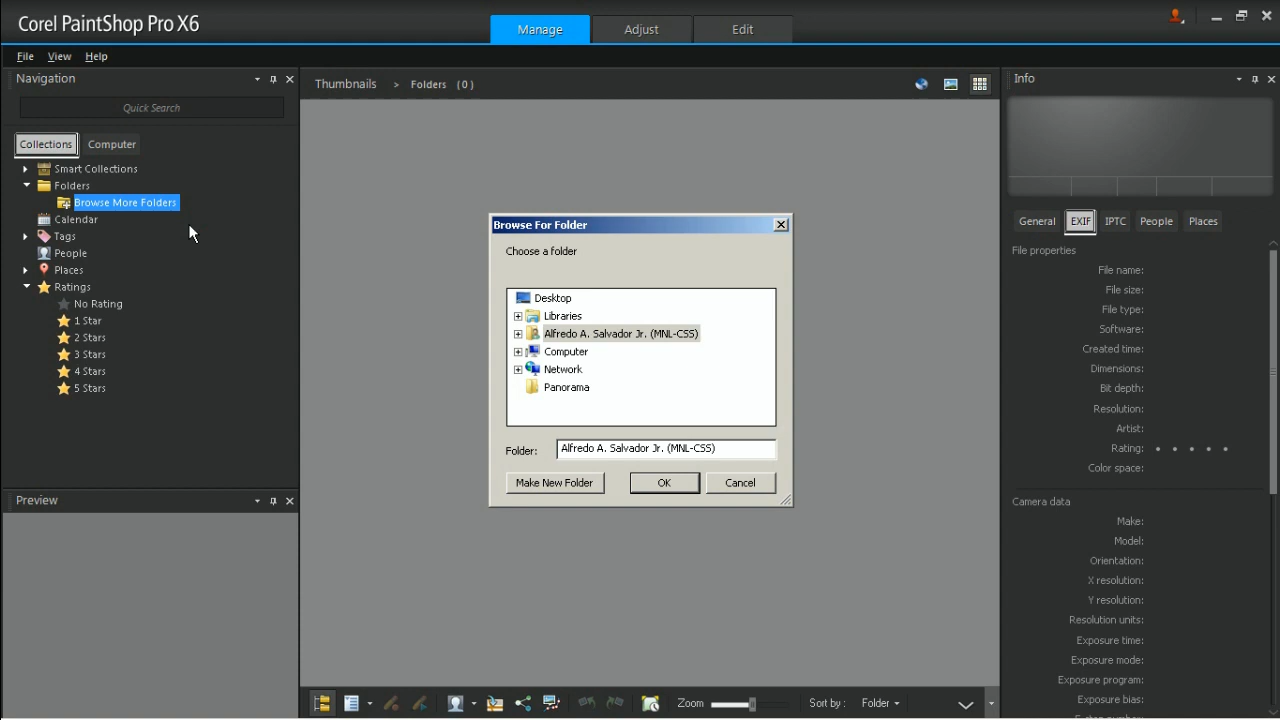 Corel PaintShop Pro X6
Manage
Adjust
Edit
File
View
Help
Navigation
Quick Search
Collections
Computer
Smart Collections
Folders
Browse More Folders
Calendar
Tags
People
Places
Ratings
No Rating
1 Star
2 Stars
3 Stars
4 Stars
5 Stars
Preview
Thumbnails > Folders (0)
Browse For Folder
Choose a folder
Desktop
Libraries
Alfredo A. Salvador Jr. (MNL-CSS)
Computer
Network
Panorama
Folder: Alfredo A. Salvador Jr. (MNL-CSS)
Make New Folder
OK
Cancel
Zoom
Sort by: Folder
Info
General
EXIF
IPTC
People
Places
File properties
File name:
File size:
File type:
Software:
Created time:
Dimensions:
Bit depth:
Resolution:
Artist:
Rating:
Color space:
Camera data
Make:
Model:
Orientation:
X resolution:
Y resolution:
Resolution units:
Exposure time:
Exposure mode:
Exposure program:
Exposure bias: